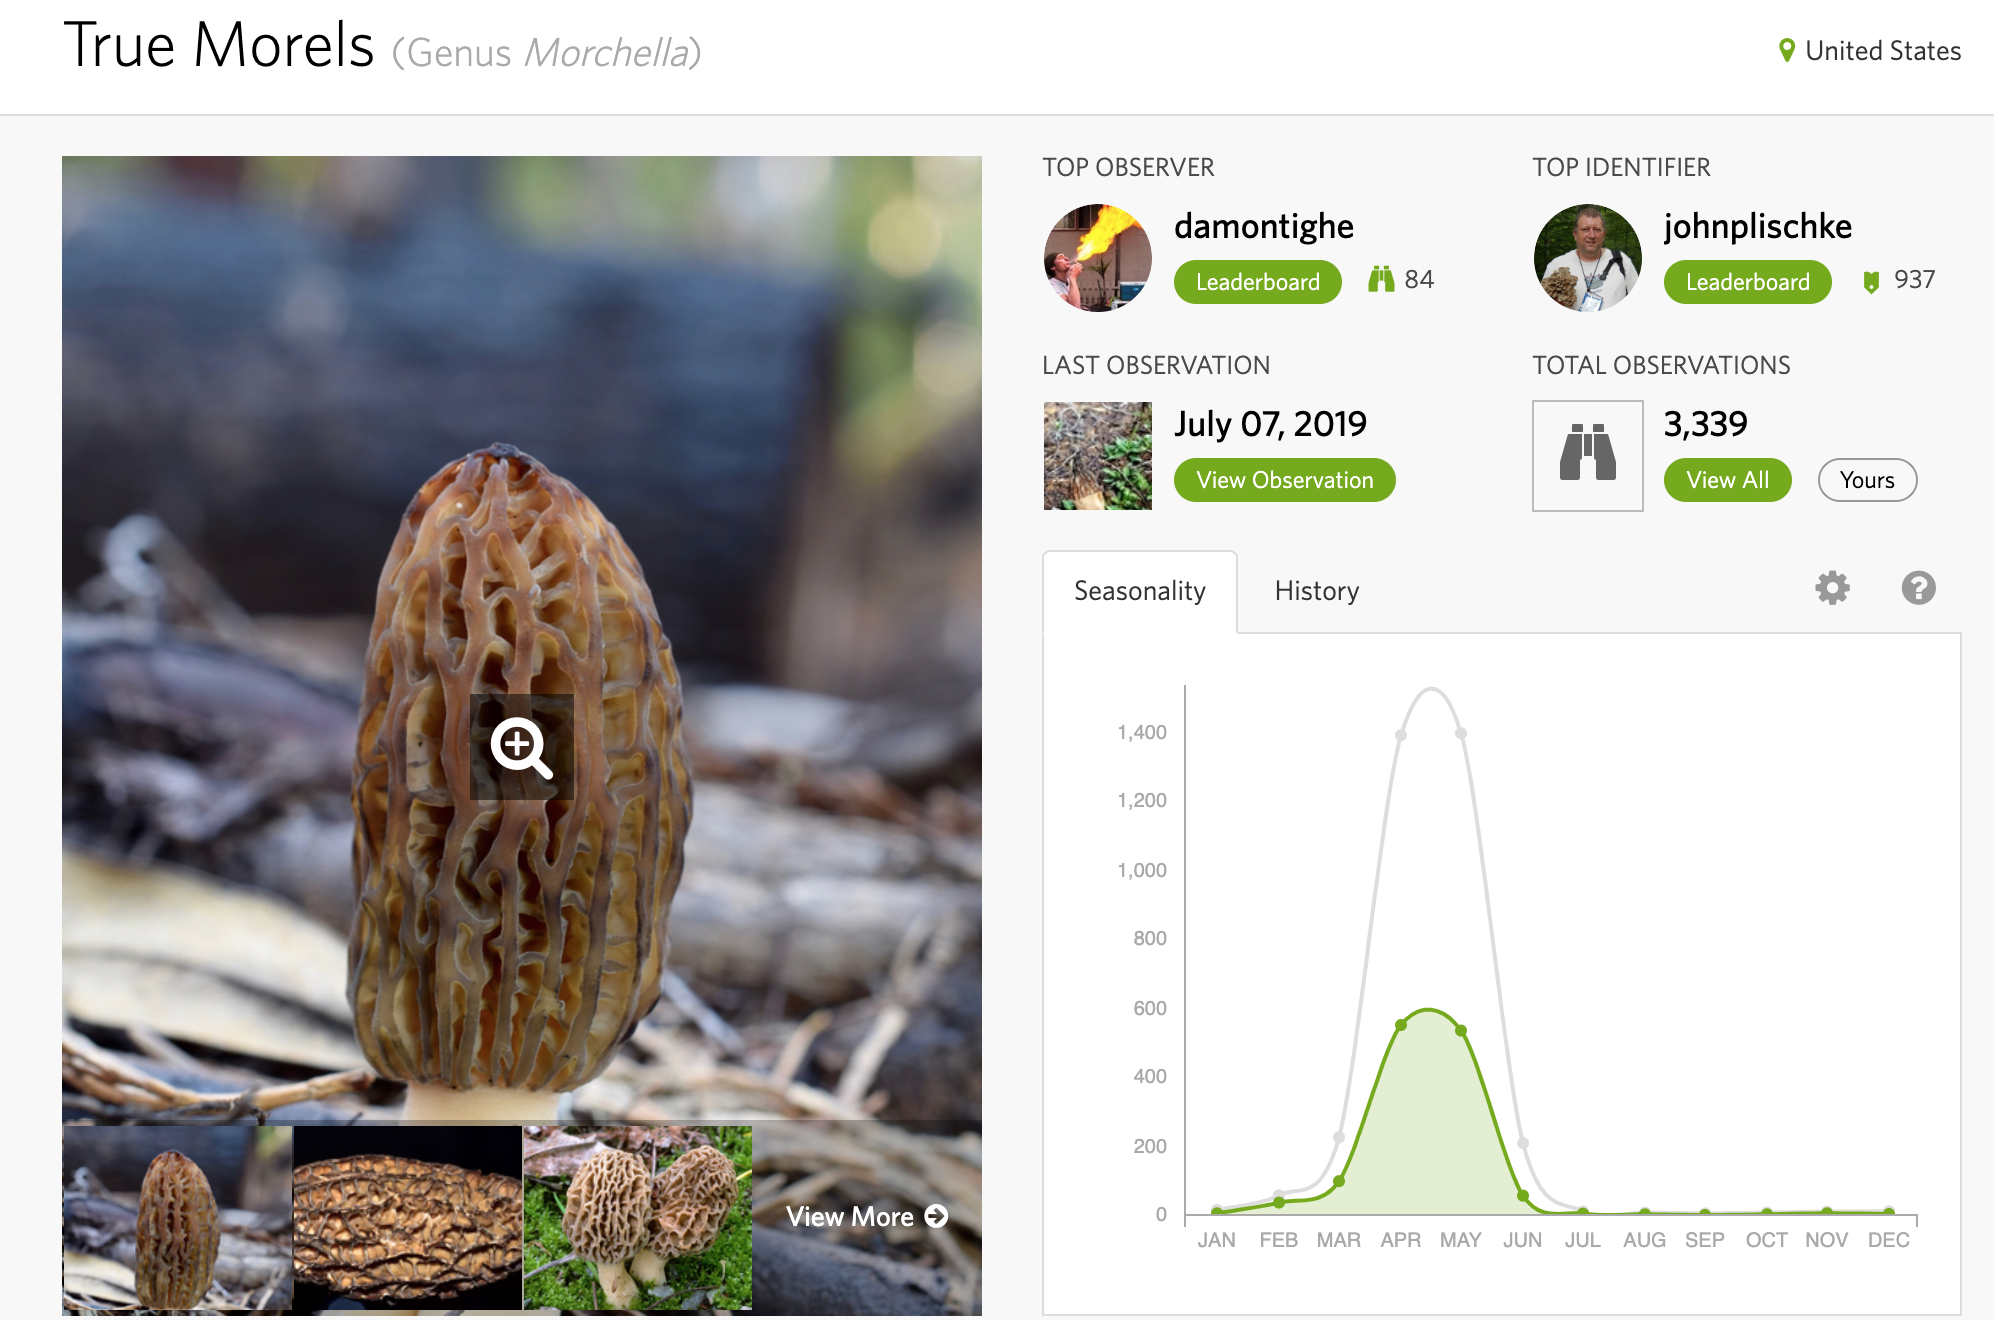 True Morels (Genus Morchella)
United States
TOP OBSERVER
damontighe
Leaderboard 84
TOP IDENTIFIER
johnplischke
Leaderboard 937
LAST OBSERVATION
July 07, 2019
View Observation
TOTAL OBSERVATIONS
3,339
View All Yours
Seasonality History
?
1,400
1,200
1,000
800
600
400
200
0
JAN FEB MAR APR MAY JUN JUL AUG SEP OCT NOV DEC
View More